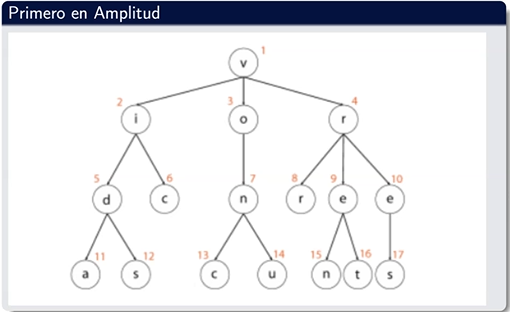 Primero en Amplitud
1
v
2 3 4
i o r
5 6 7 8 9 10
d c n r e e
11 12 13 14 15 16 17
a s c u n t s